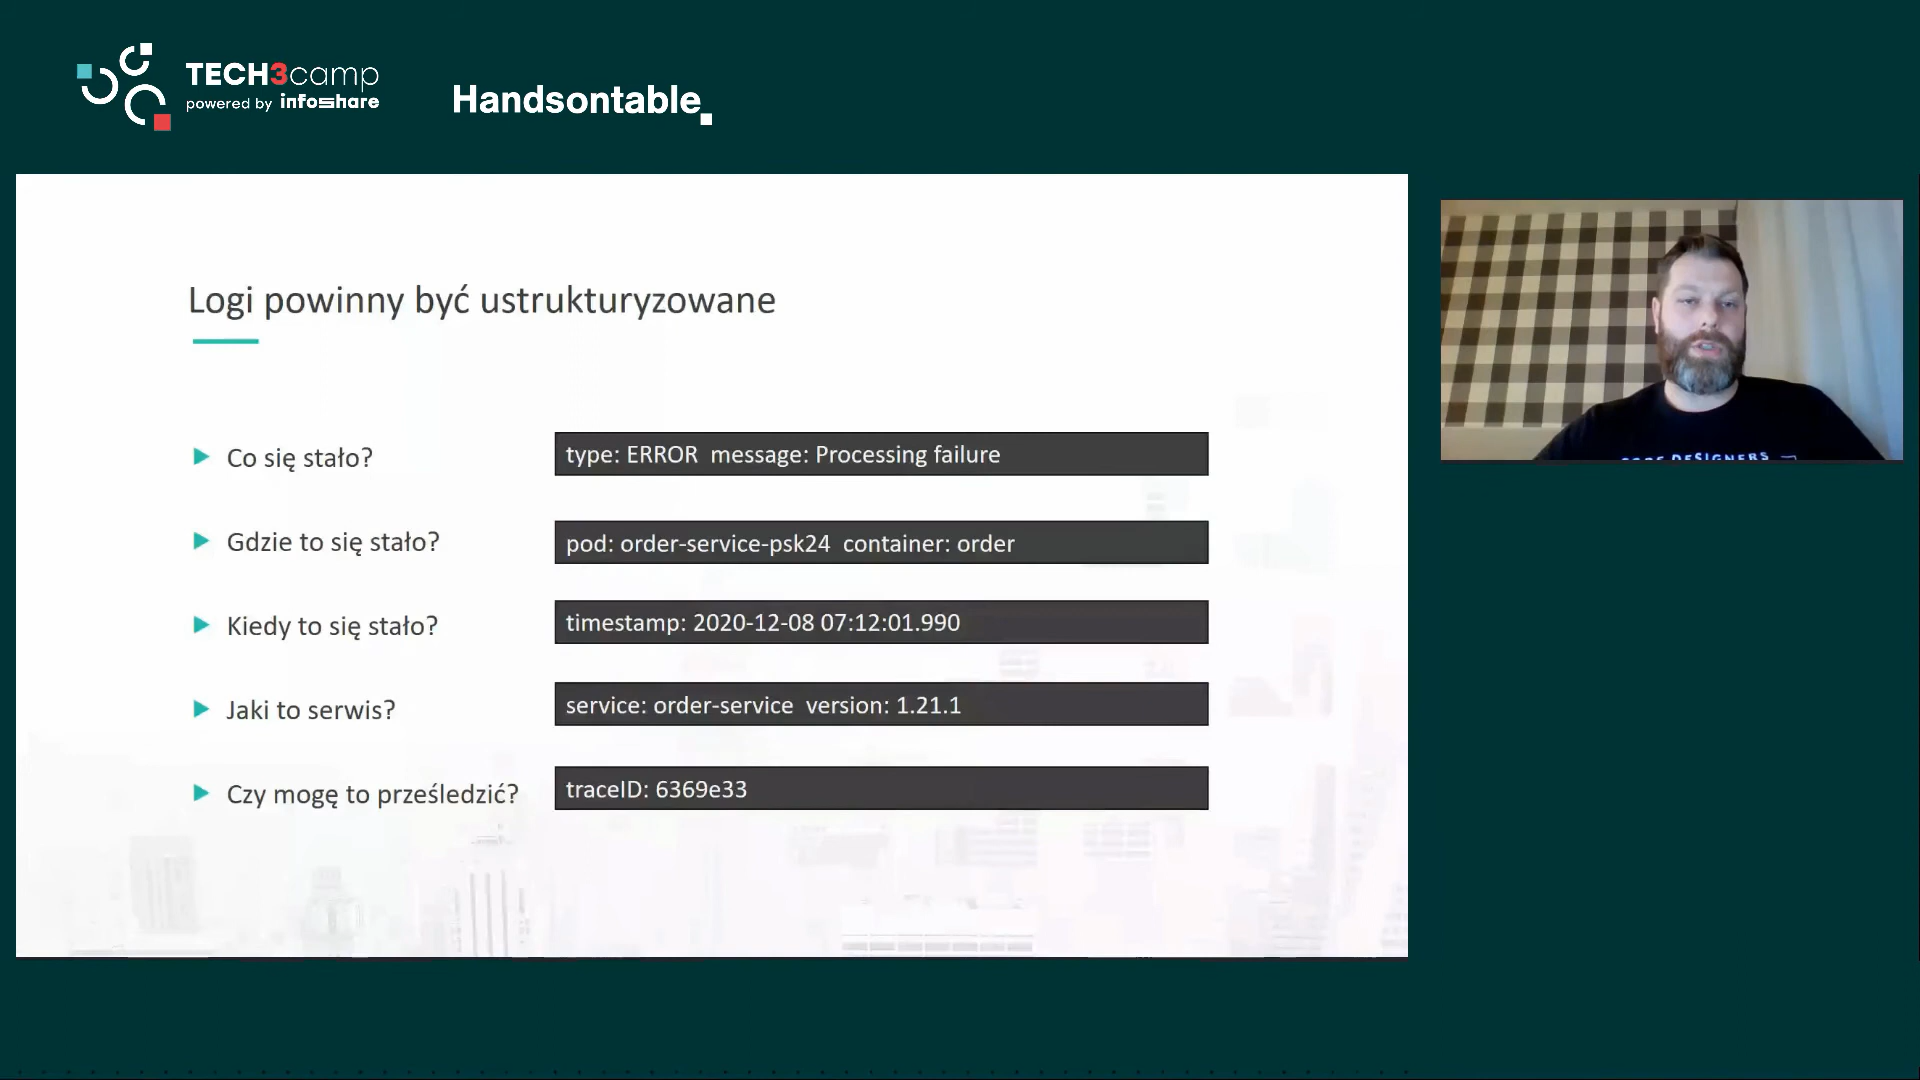 TECH3camp
powered by infoshare
Handsontable
Logi powinny być ustrukturyzowane
Co się stało?
type: ERROR message: Processing failure
Gdzie to się stało?
pod: order-service-psk24 container: order
Kiedy to się stało?
timestamp: 2020-12-08 07:12:01.990
Jaki to serwis?
service: order-service version: 1.21.1
Czy mogę to prześledzić?
traceID: 6369e33
DESIGNERS